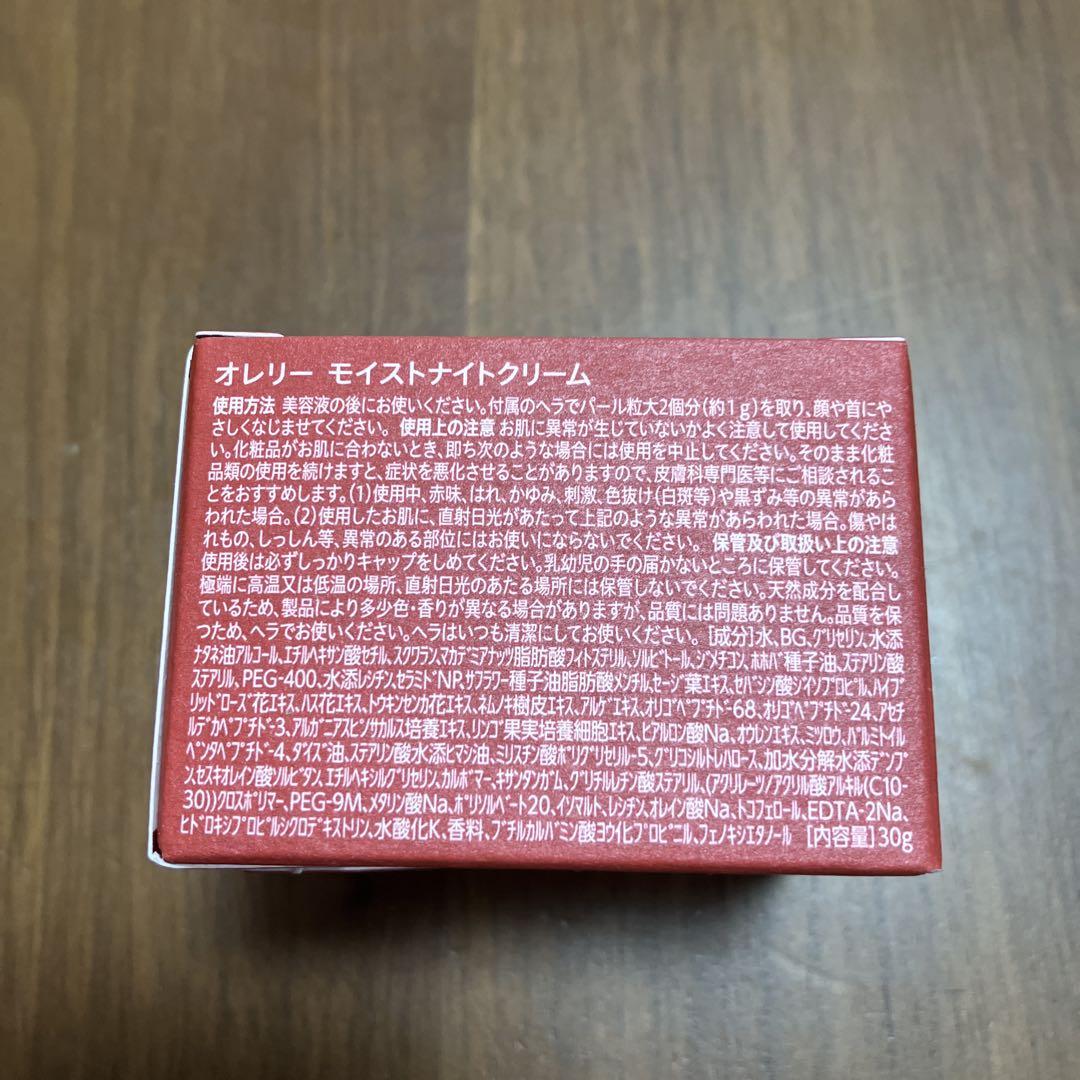 オレリー モイストナイトクリーム
使用方法 美容液の後にお使いください。付属のヘラでパール粒大2個分(約1g)を取り、顔や首にや
さしくなじませてください。 使用上の注意 お肌に異常が生じていないかよく注意して使用してくださ
い。化粧品がお肌に合わないとき、即ち次のような場合には使用を中止してください。そのまま化粧
品類の使用を続けますと、症状を悪化させることがありますので、皮膚科専門医等にご相談されるこ
とをおすすめします。(1)使用中、赤味、はれ、かゆみ、刺激、色抜け(白斑等)や黒ずみ等の異常があら
われた場合。(2)使用したお肌に、直射日光があたって上記のような異常があらわれた場合。傷やは
れもの、しっしん等、異常のある部位にはお使いにならないでください。 保管及び取扱い上の注意
使用後は必ずしっかりキャップをしめてください。乳幼児の手の届かないところに保管してください。
極端に高温又は低温の場所、直射日光のあたる場所には保管しないでください。天然成分を配合し
ているため、製品により多少色・香りが異なる場合がありますが、品質には問題ありません。品質を保
つため、ヘラでお使いください。ヘラはいつも清潔にしてお使いください。[成分]水、BG、グリセリン、水添
ナタネ油アルコール、エチルヘキサン酸セチル、スクワラン、マカデミアナッツ脂肪酸フィトステリル、ソルビトール、ジメチコン、ホホバ種子油、ステアリン酸
ステアリル、PEG-400、水添レシチン、セラミドNP、サフラワー種子油脂肪酸メンチル、セージ葉エキス、セバシン酸ジイソプロピル、ハイブ
リッドローズ花エキス、ハス花エキス、トウキンセンカ花エキス、ネムノキ樹皮エキス、アルゲエキス、オリゴペプチド-68、オリゴペプチド-24、アセチ
ルデカペプチド-3、アルガニアスピノサカルス培養エキス、リンゴ果実培養細胞エキス、ヒアルロン酸Na、オウレンエキス、ミツロウ、パルミトイル
ペンタペプチド-4、ダイズ油、ステアリン酸水添ヒマシ油、ミリスチン酸ポリグリセリル-5、グリコシルトレハロース、加水分解水添デンプ
ン、セスキオレイン酸ソルビタン、エチルヘキシルグリセリン、カルボマー、キサンタンガム、グリチルレチン酸ステアリル、(アクリレーツ/アクリル酸アルキル(C10-
30))クロスポリマー、PEG-9M、メタリン酸Na、ポリソルベート20、イソマルト、レシチン、オレイン酸Na、トコフェロール、EDTA-2Na、
ヒドロキシプロピルシクロデキストリン、水酸化K、香料、ブチルカルバミン酸ヨウ化プロピニル、フェノキシエタノール [内容量]30g